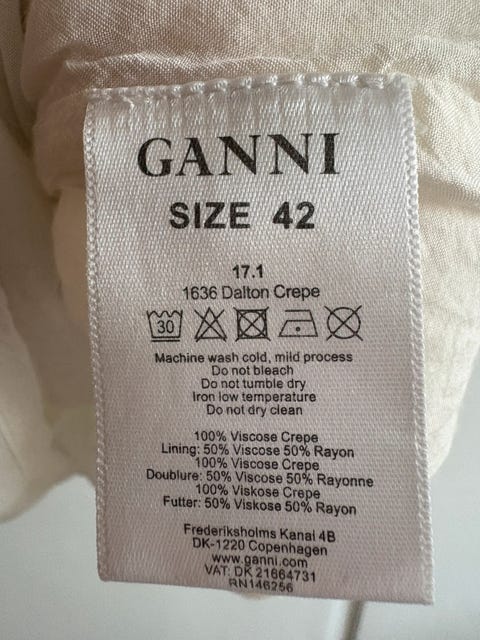 GANNI
SIZE 42
17.1
1636 Dalton Crepe
30
Machine wash cold, mild process
Do not bleach
Do not tumble dry
Iron low temperature
Do not dry clean
100% Viscose Crepe
Lining: 50% Viscose 50% Rayon
100% Viscose Crepe
Doublure: 50% Viscose 50% Rayonne
100% Viskose Crepe
Futter: 50% Viskose 50% Rayon
Frederiksholms Kanal 4B
DK-1220 Copenhagen
www.ganni.com
VAT: DK 21664731
RN146256